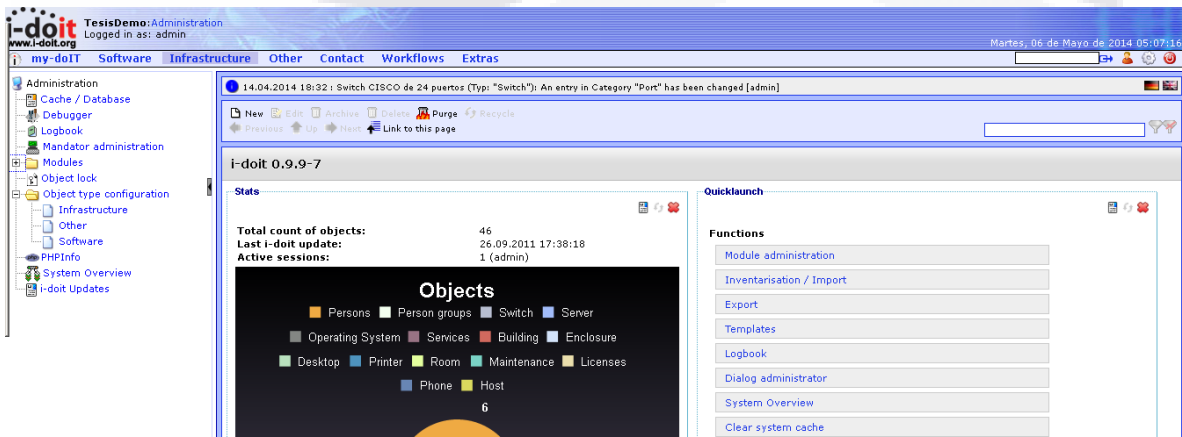 i-doit
www.i-doit.org
TesisDemo:Administration
Logged in as: admin
Martes, 06 de Mayo de 2014 05:07:16
my-doIT Software Infrastructure Other Contact Workflows Extras
Administration
Cache / Database
Debugger
Logbook
Mandator administration
Modules
Object lock
Object type configuration
Infrastructure
Other
Software
PHPInfo
System Overview
i-doit Updates
14.04.2014 18:32 : Switch CISCO de 24 puertos (Typ: "Switch"): An entry in Category "Port" has been changed [admin]
New Edit Archive Delete Purge Recycle
Previous Up Next Link to this page
i-doit 0.9.9-7
Stats
Total count of objects: 46
Last i-doit update: 26.09.2011 17:38:18
Active sessions: 1 (admin)
Objects
Persons Person groups Switch Server
Operating System Services Building Enclosure
Desktop Printer Room Maintenance Licenses
Phone Host
6
Quicklaunch
Functions
Module administration
Inventarisation / Import
Export
Templates
Logbook
Dialog administrator
System Overview
Clear system cache